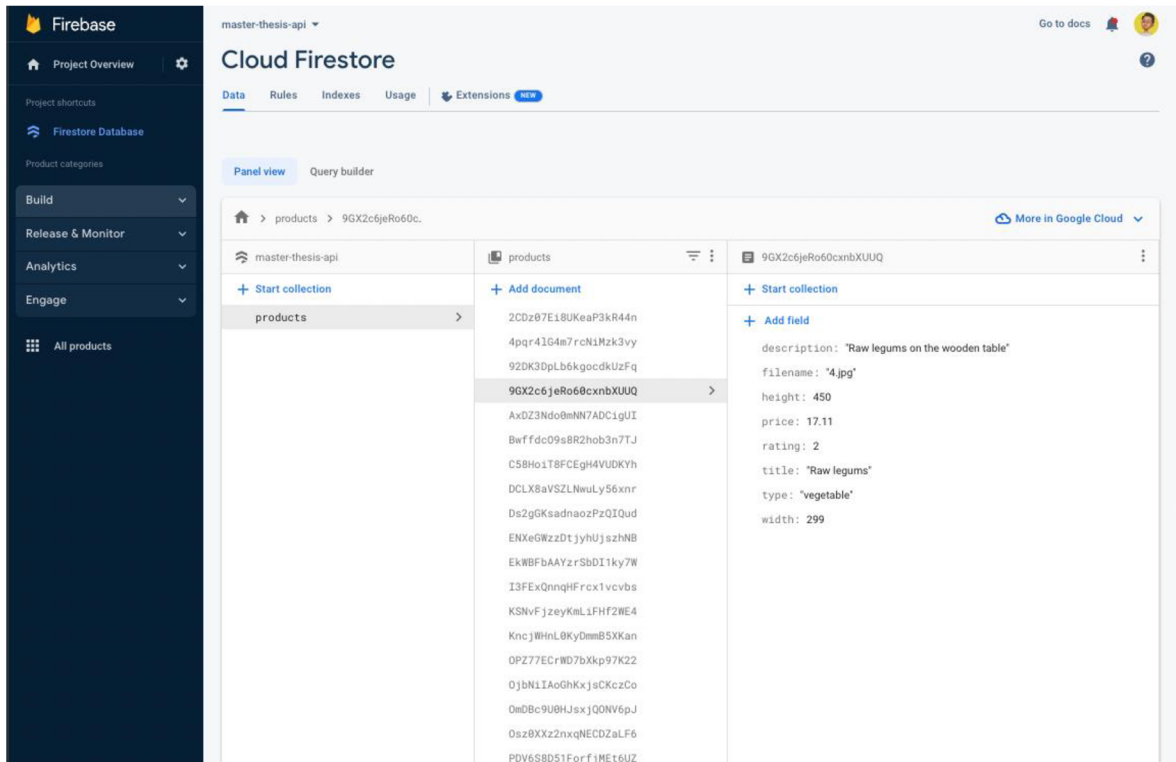 Firebase
Project Overview
Project shortcuts
Firestore Database
Product categories
Build
Release & Monitor
Analytics
Engage
All products
master-thesis-api
Go to docs
Cloud Firestore
Data Rules Indexes Usage Extensions NEW
Panel view Query builder
> products > 9GX2c6jeRo60c.
More in Google Cloud
master-thesis-api
+ Start collection
products
products
+ Add document
2CDz07Ei8UKeaP3kR44n
4pqr41G4m7rcNiMzk3vy
92DK3DpLb6kgocdkUzFq
9GX2c6jeRo60cxnbXUUQ
AxDZ3Ndo0mNN7ADCigUI
BwffdcO9s8R2hob3n7TJ
C58HoiT8FCEgH4VUDKYh
DCLX8aVSZLNwuLy56xnr
Ds2gGKsadnaozPzQIQud
ENXeGWzzDtjyhUjszhNB
EkWBFbAAYzrSbDI1ky7W
I3FExQnnqHFrcx1vcvbs
KSNvFjzeyKmLiFHf2WE4
KncjWHnL0KyDmmB5XKan
OPZ77ECrWD7bXkp97K22
OjbNiIAoGhKxjsCKczCo
OmDBc9U0HJsxjQONV6pJ
Osz0XXz2nxqNECDZaLF6
PDV6S8D51ForfjMEt6UZ
9GX2c6jeRo60cxnbXUUQ
+ Start collection
+ Add field
description: "Raw legums on the wooden table"
filename: "4.jpg"
height: 450
price: 17.11
rating: 2
title: "Raw legums"
type: "vegetable"
width: 299